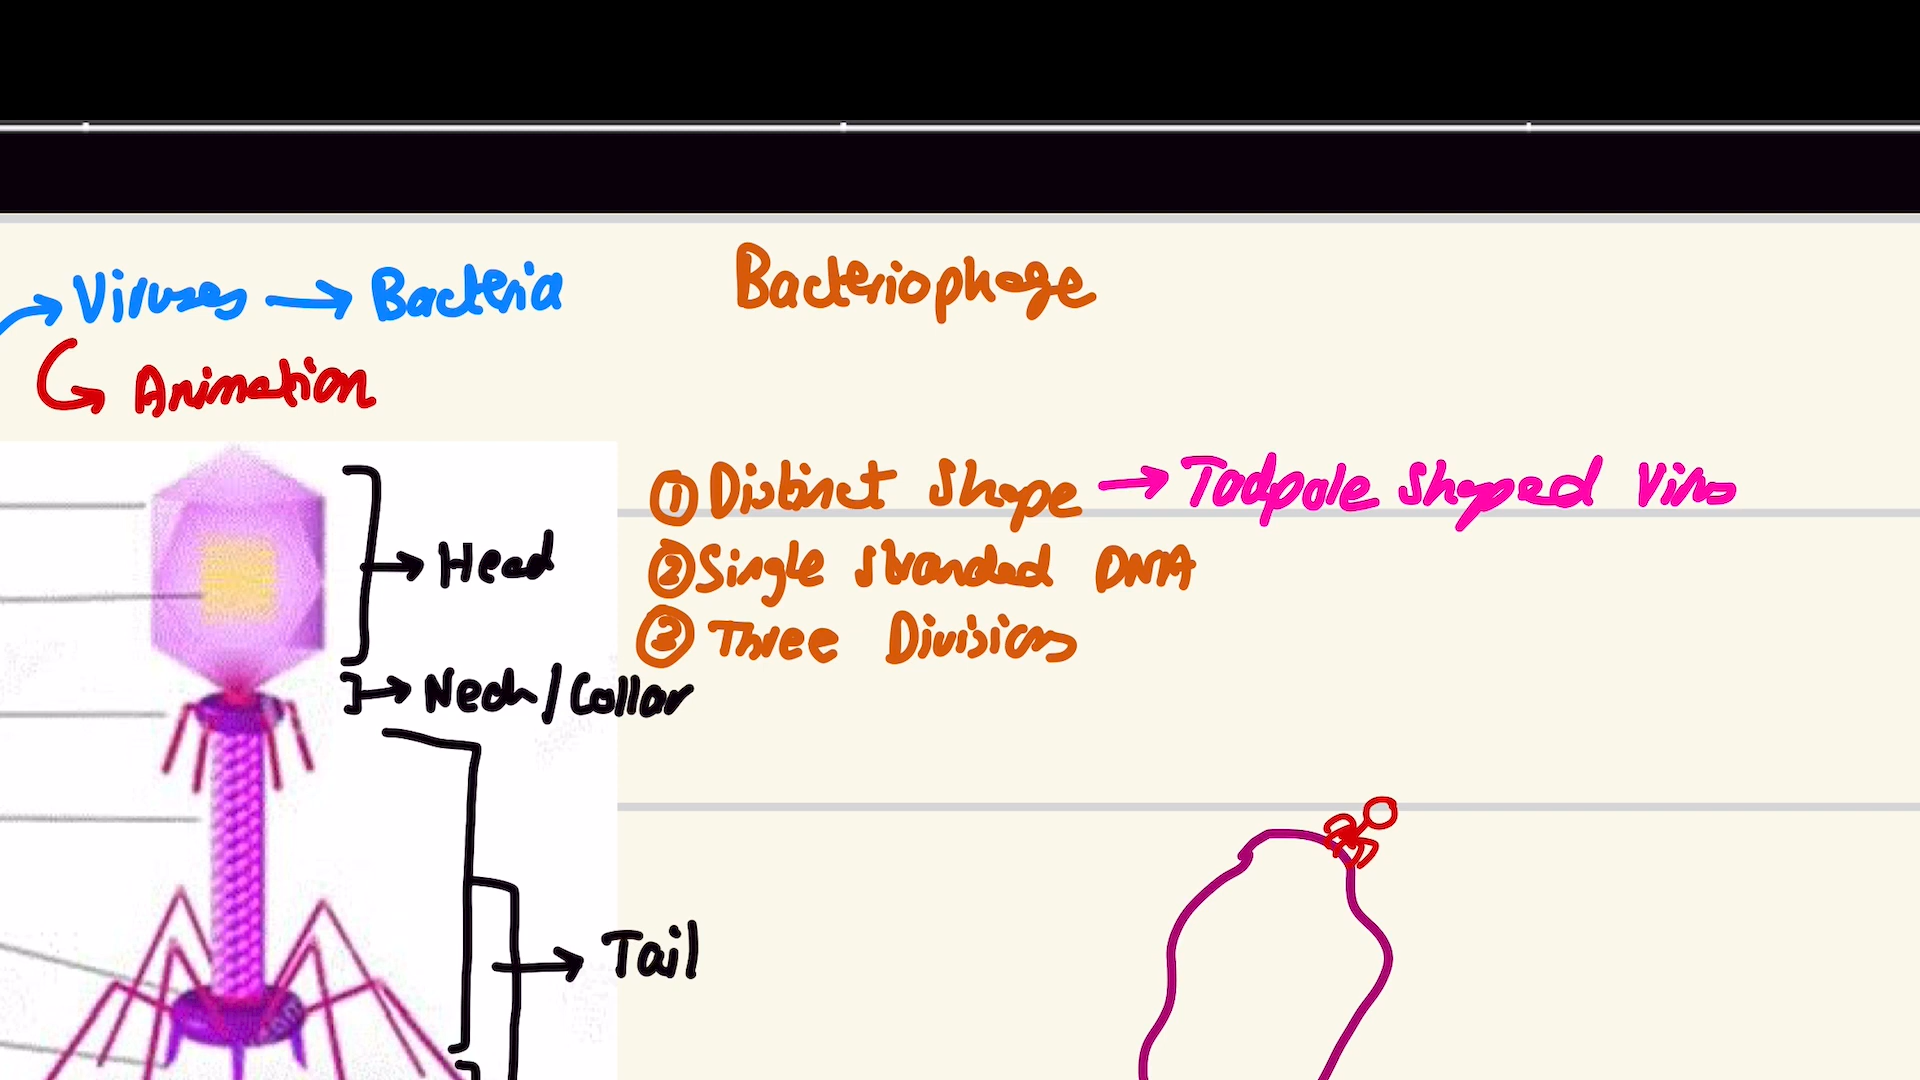 Viruses → Bacteria
Bacteriophage
Animation
① Distinct Shape → Tadpole Shaped Virus
② Single Stranded DNA
③ Three Divisions
Head
Neck/Collar
Tail